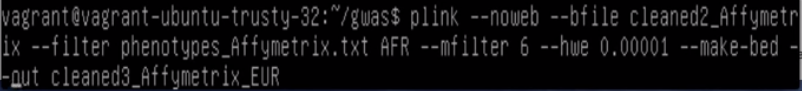 vagrant@vagrant-ubuntu-trusty-32:~/gwas$ plink --noweb --bfile cleaned2_Affymetr
ix --filter phenotypes_Affymetrix.txt AFR --mfilter 6 --hwe 0.00001 --make-bed -
-out cleaned3_Affymetrix_EUR